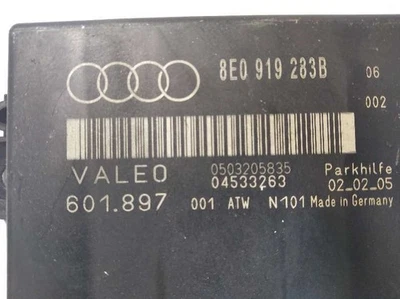 8E0 919 283B 06
002
VALEO 0503205835 Parkhilfe
04533263 02_02_05
601.897 001 ATW N101 Made in Germany